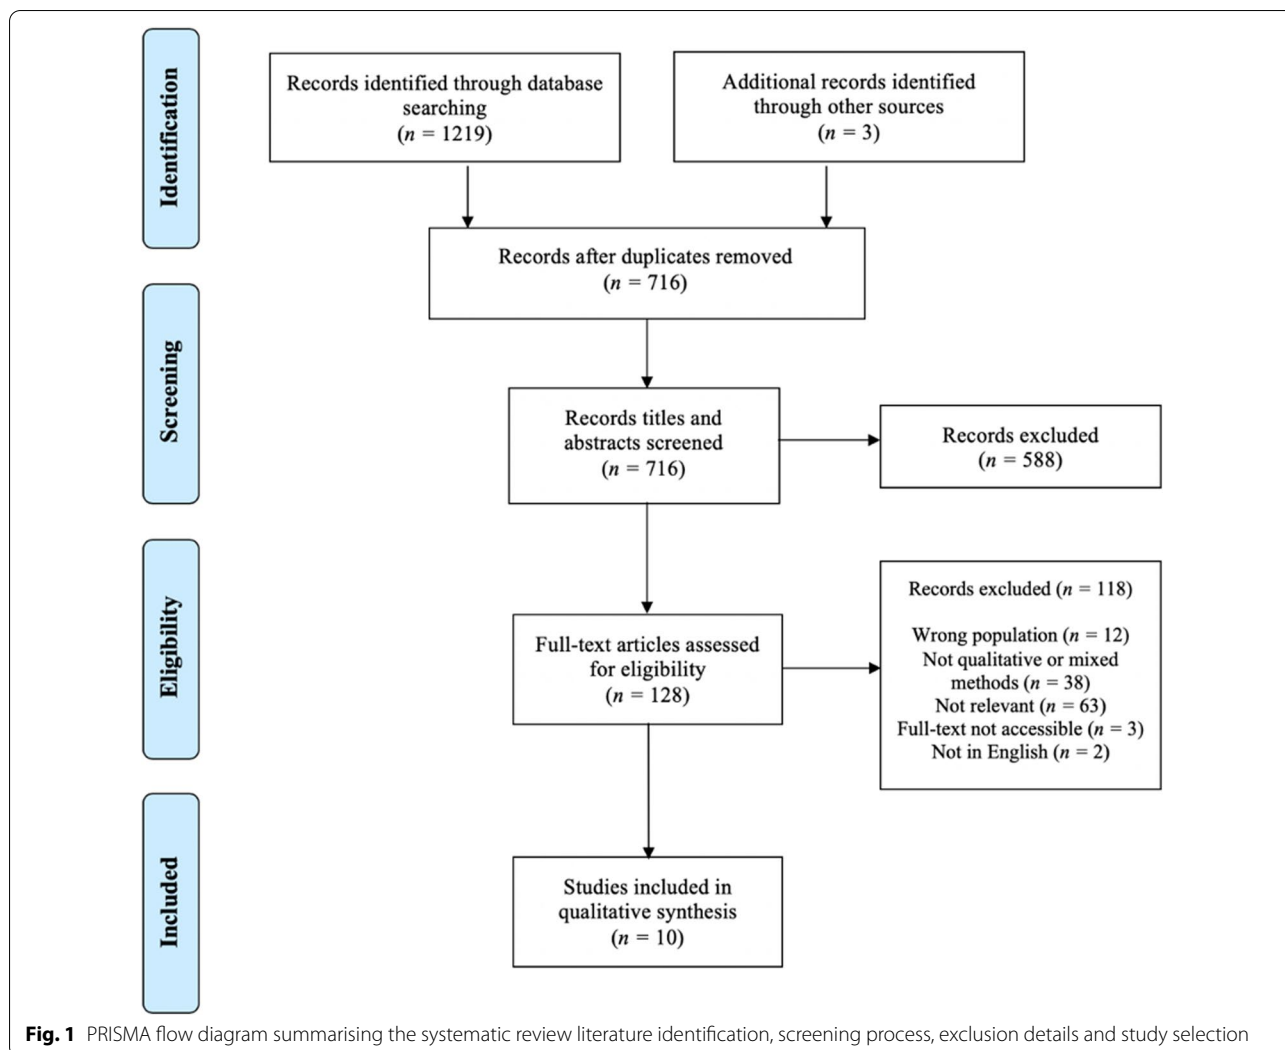 Identification
Records identified through database
searching
(n = 1219)
Additional records identified
through other sources
(n = 3)
Records after duplicates removed
(n = 716)
Screening
Records titles and
abstracts screened
(n = 716)
Records excluded
(n = 588)
Eligibility
Full-text articles assessed
for eligibility
(n = 128)
Records excluded (n = 118)
Wrong population (n = 12)
Not qualitative or mixed
methods (n = 38)
Not relevant (n = 63)
Full-text not accessible (n = 3)
Not in English (n = 2)
Included
Studies included in
qualitative synthesis
(n = 10)
Fig. 1 PRISMA flow diagram summarising the systematic review literature identification, screening process, exclusion details and study selection